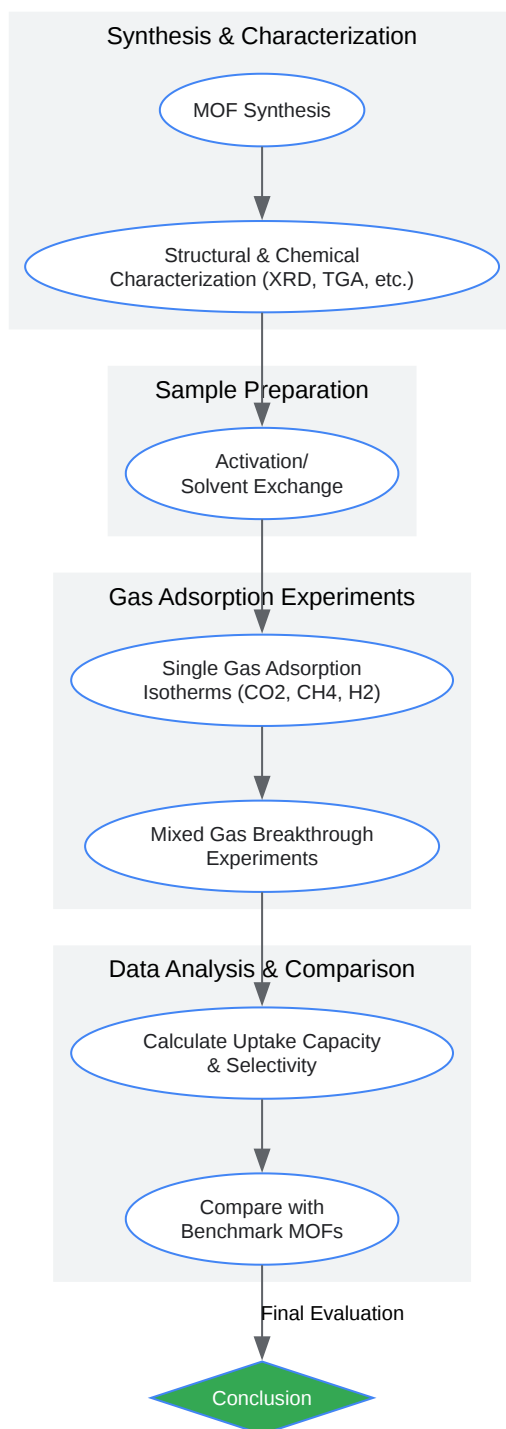 Synthesis & Characterization
MOF Synthesis
Structural & Chemical
Characterization (XRD, TGA, etc.)
Sample Preparation
Activation/
Solvent Exchange
Gas Adsorption Experiments
Single Gas Adsorption
Isotherms (CO2, CH4, H2)
Mixed Gas Breakthrough
Experiments
Data Analysis & Comparison
Calculate Uptake Capacity
& Selectivity
Compare with
Benchmark MOFs
Final Evaluation
Conclusion